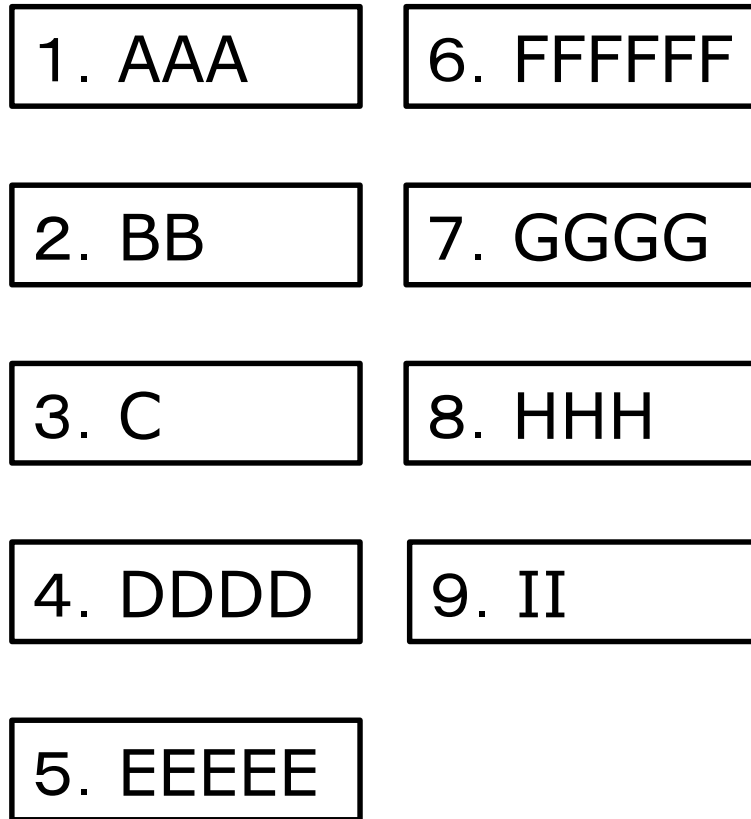 1. AAA
2. BB
3. C
4. DDDD
5. EEEEE
6. FFFFFF
7. GGGG
8. HHH
9. II